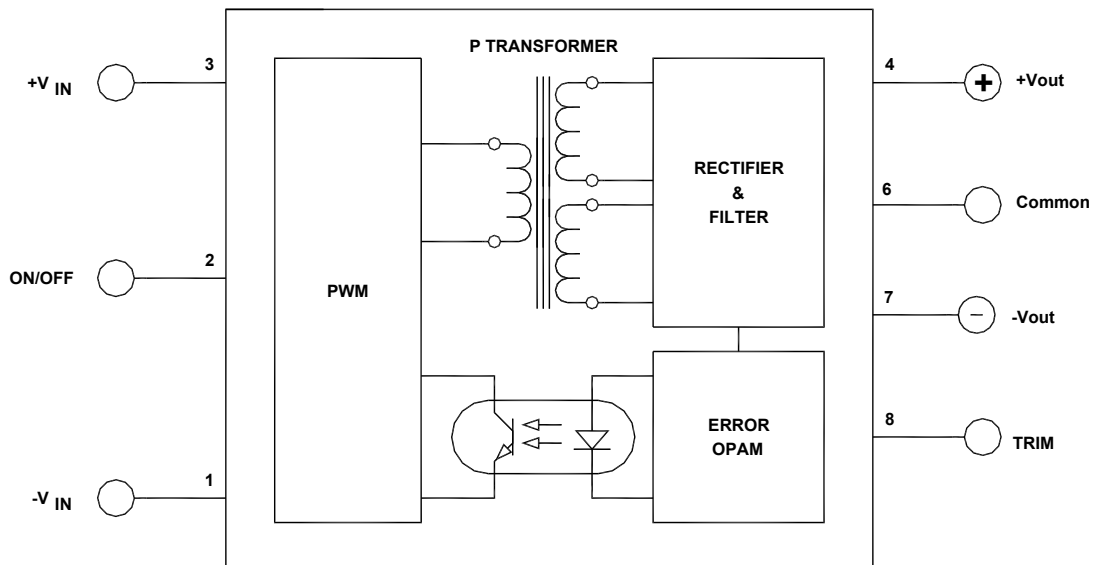 P TRANSFORMER
+V IN
3
ON/OFF
2
-V IN
1
PWM
RECTIFIER
&
FILTER
ERROR
OPAM
4
+
+Vout
6
Common
7
−
-Vout
8
TRIM